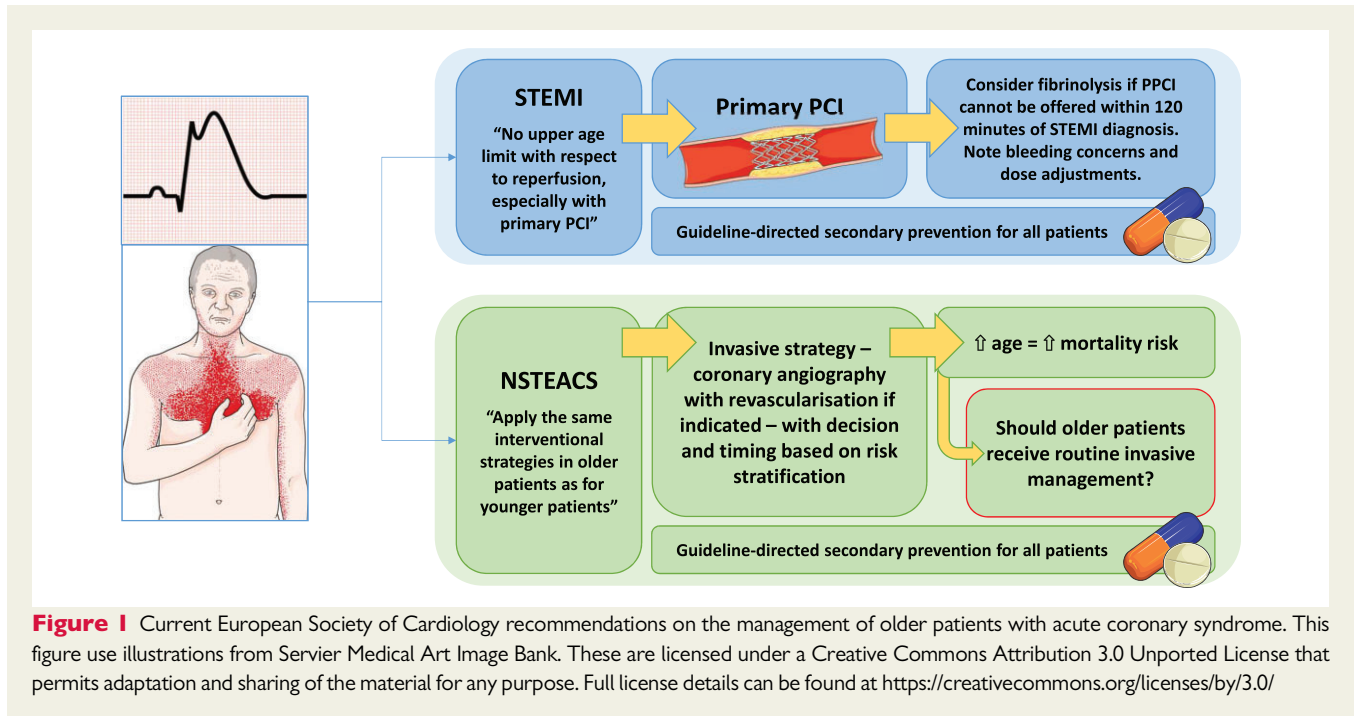 STEMI
“No upper age
limit with respect
to reperfusion,
especially with
primary PCI”
Primary PCI
Consider fibrinolysis if PPCI
cannot be offered within 120
minutes of STEMI diagnosis.
Note bleeding concerns and
dose adjustments.
Guideline-directed secondary prevention for all patients
NSTEACS
“Apply the same
interventional
strategies in older
patients as for
younger patients”
Invasive strategy –
coronary angiography
with revascularisation if
indicated – with decision
and timing based on risk
stratification
⇧ age = ⇧ mortality risk
Should older patients
receive routine invasive
management?
Guideline-directed secondary prevention for all patients
Figure 1 Current European Society of Cardiology recommendations on the management of older patients with acute coronary syndrome. This
figure use illustrations from Servier Medical Art Image Bank. These are licensed under a Creative Commons Attribution 3.0 Unported License that
permits adaptation and sharing of the material for any purpose. Full license details can be found at https://creativecommons.org/licenses/by/3.0/